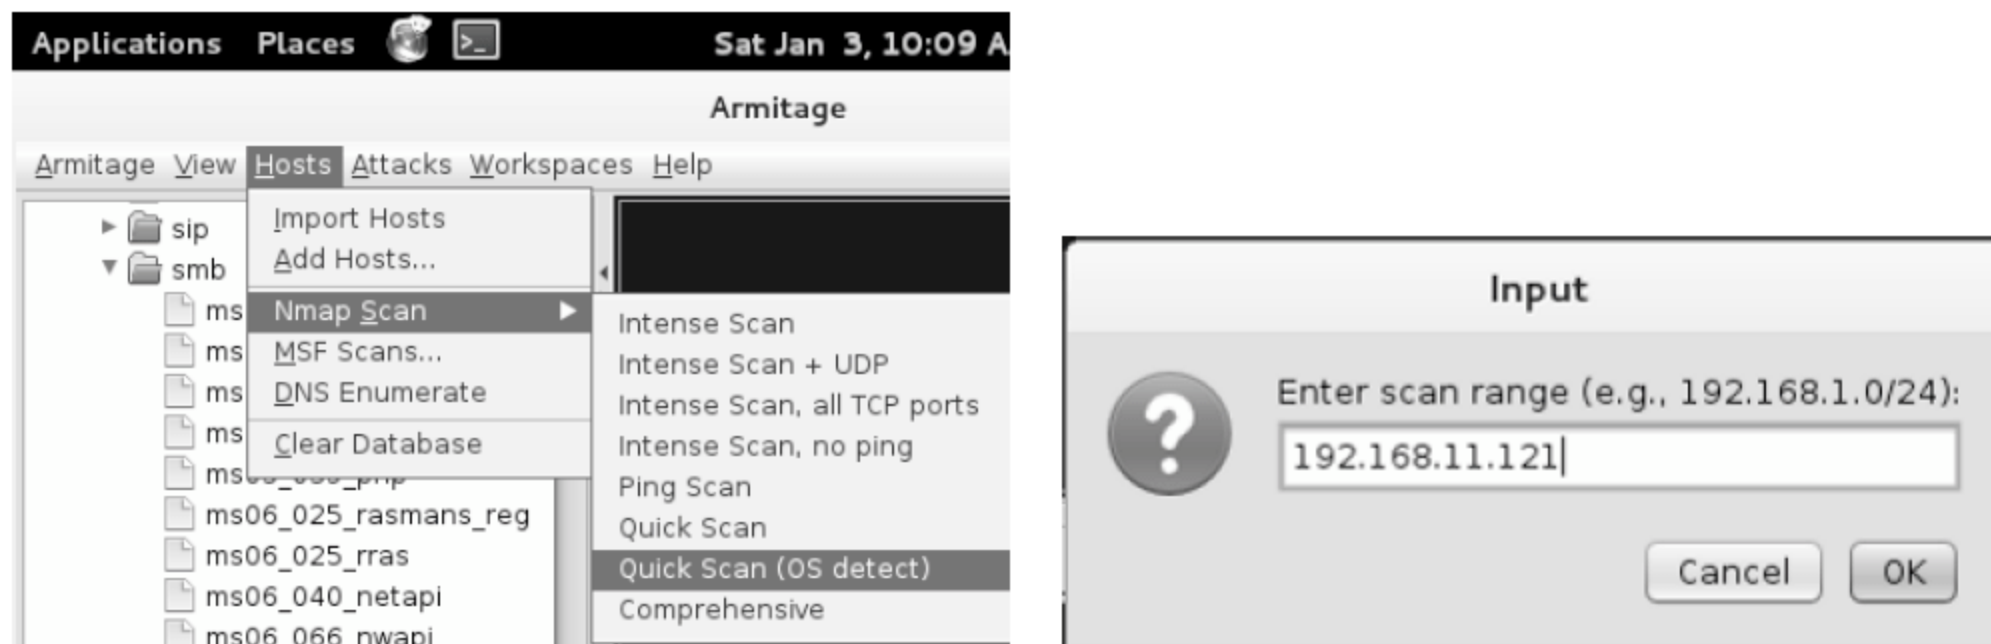 Applications Places Sat Jan 3, 10:09 A
Armitage
Armitage View Hosts Attacks Workspaces Help
sip
smb
ms
ms
ms
ms
ms
ms06_025_rasmans_reg
ms06_025_rras
ms06_040_netapi
ms06_066_nwapi
Import Hosts
Add Hosts...
Nmap Scan
MSF Scans...
DNS Enumerate
Clear Database
Intense Scan
Intense Scan + UDP
Intense Scan, all TCP ports
Intense Scan, no ping
Ping Scan
Quick Scan
Quick Scan (OS detect)
Comprehensive
Input
Enter scan range (e.g., 192.168.1.0/24):
192.168.11.121
Cancel OK